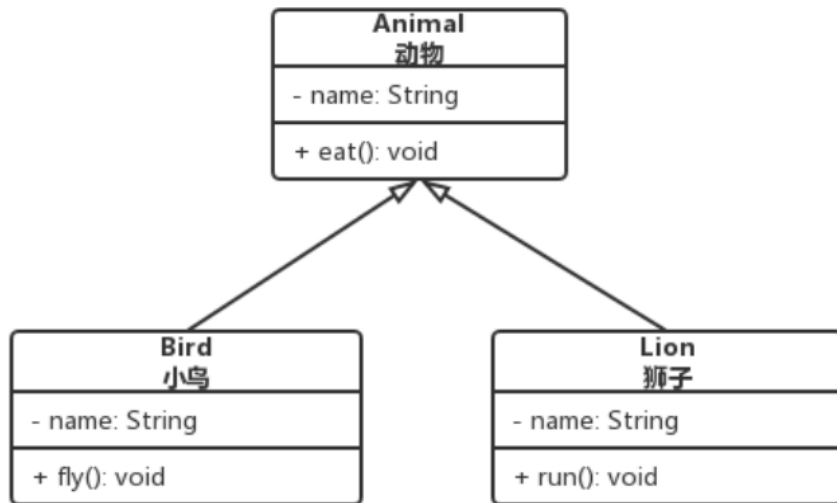 Animal
动物
- name: String
+ eat(): void
Bird
小鸟
- name: String
+ fly(): void
Lion
狮子
- name: String
+ run(): void